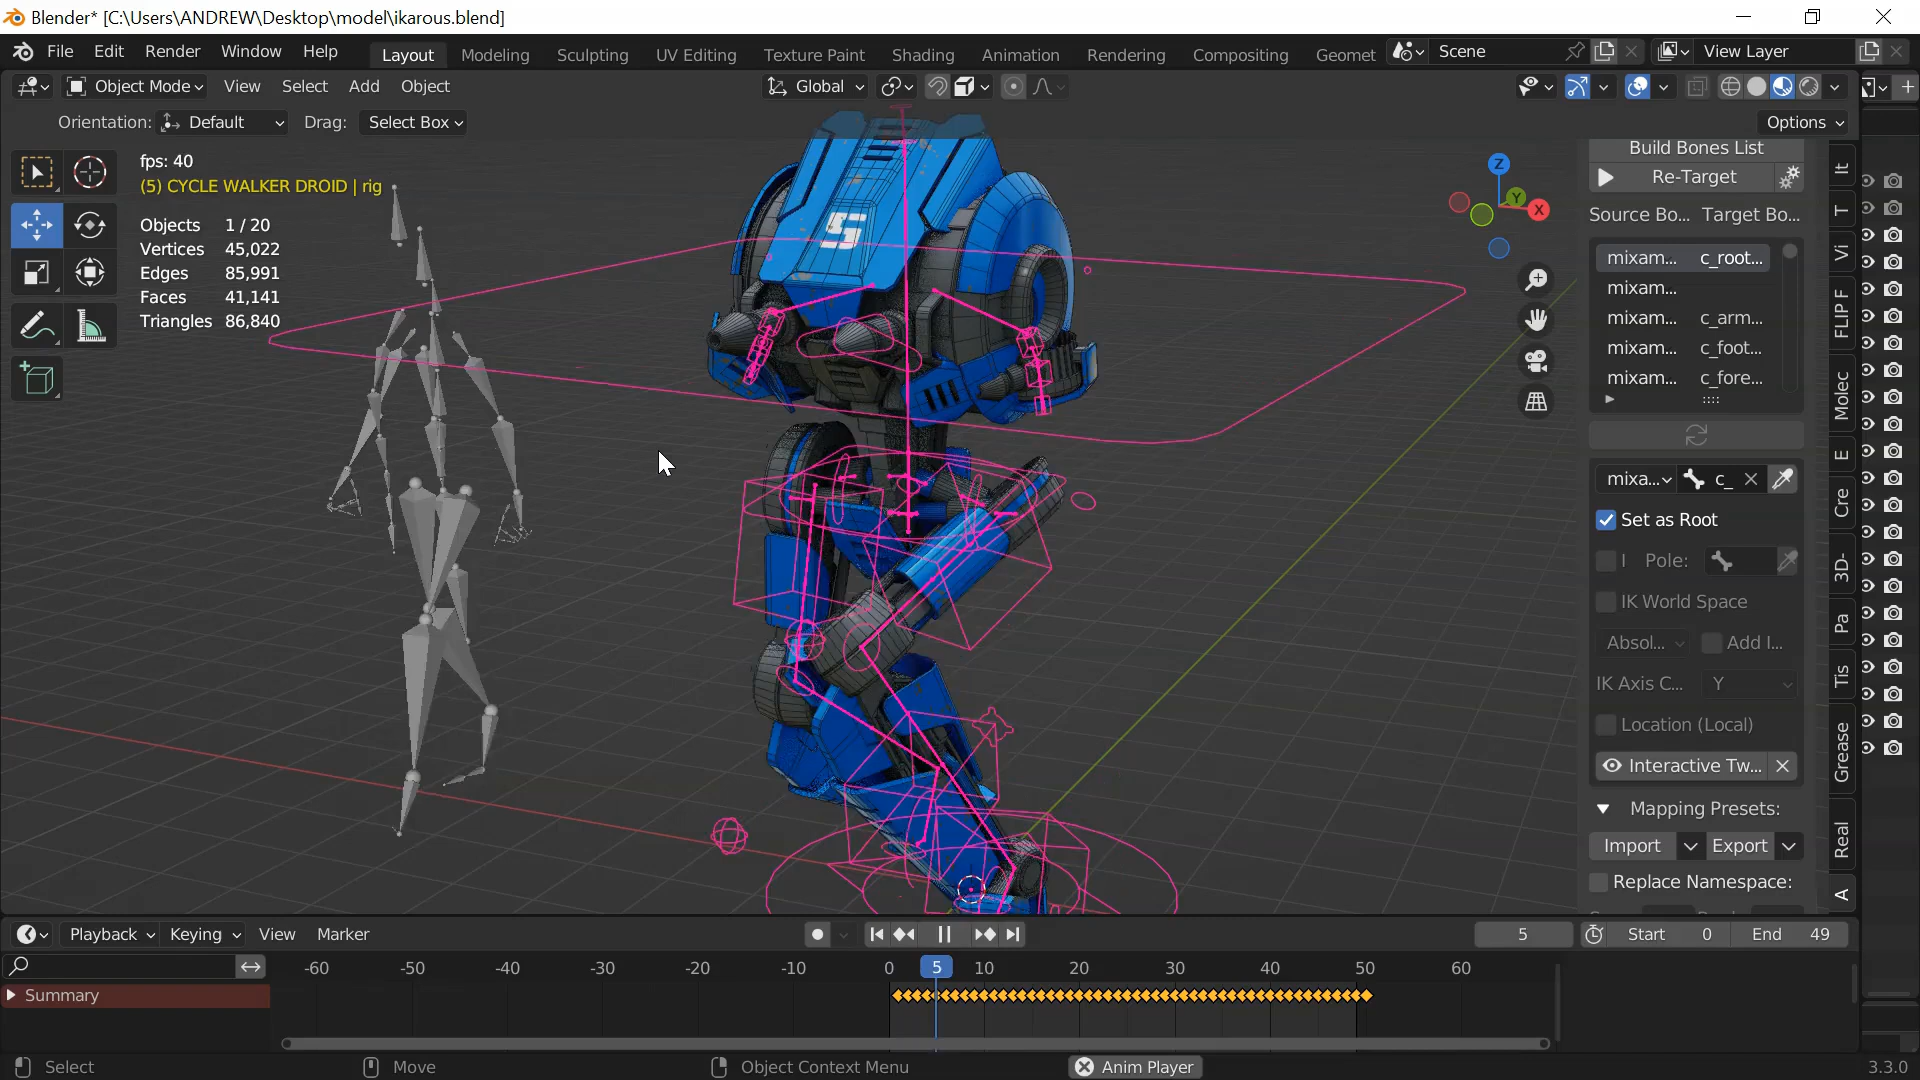 Blender* [C:\Users\ANDREW\Desktop\model\ikarous.blend]
File Edit Render Window Help Layout Modeling Sculpting UV Editing Texture Paint Shading Animation Rendering Compositing Geomet Scene View Layer
Object Mode View Select Add Object Global
Orientation: Default Drag: Select Box Options
fps: 40
(5) CYCLE WALKER DROID | rig
Objects 1 / 20
Vertices 45,022
Edges 85,991
Faces 41,141
Triangles 86,840
5
Z
Y
X
Build Bones List
Re-Target
Source Bo... Target Bo...
mixam... c_root...
mixam...
mixam... c_arm...
mixam... c_foot...
mixam... c_fore...
mixa... c_
Set as Root
I Pole:
IK World Space
Absol... Add I...
IK Axis C... Y
Location (Local)
Interactive Tw...
Mapping Presets:
Import Export
Replace Namespace:
It
T
Vi
FLIP F
Molec
E
Cre
3D-
Pa
Tis
Grease
Real
A
Playback Keying View Marker 5 Start 0 End 49
-60 -50 -40 -30 -20 -10 0 5 10 20 30 40 50 60
Summary
Select Move Object Context Menu Anim Player 3.3.0